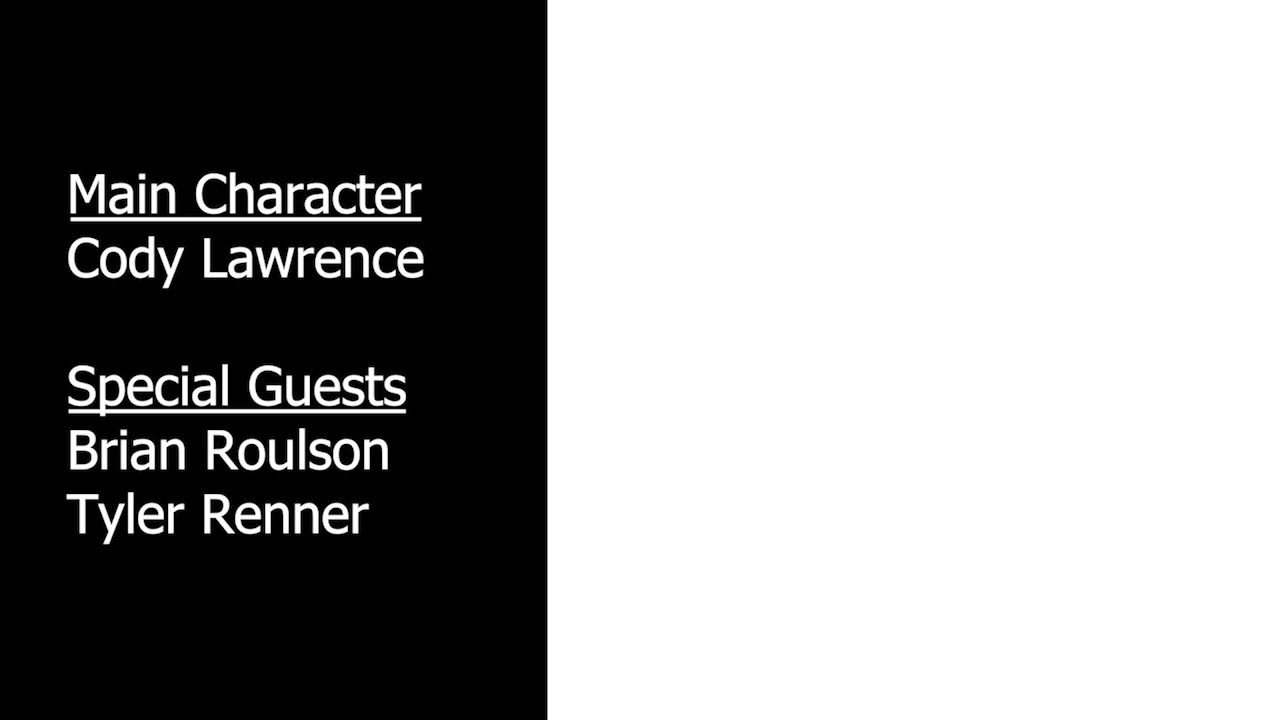 Main Character
Cody Lawrence
Special Guests
Brian Roulson
Tyler Renner